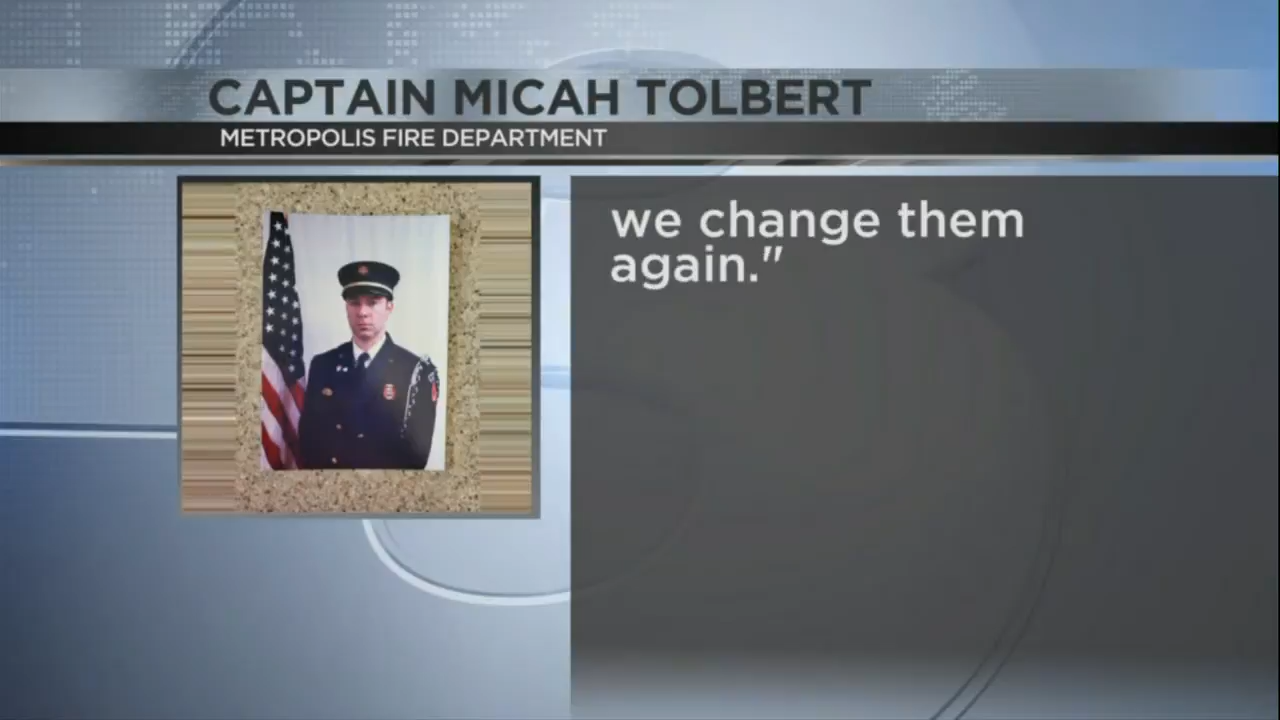 CAPTAIN MICAH TOLBERT
METROPOLIS FIRE DEPARTMENT
we change them
again."